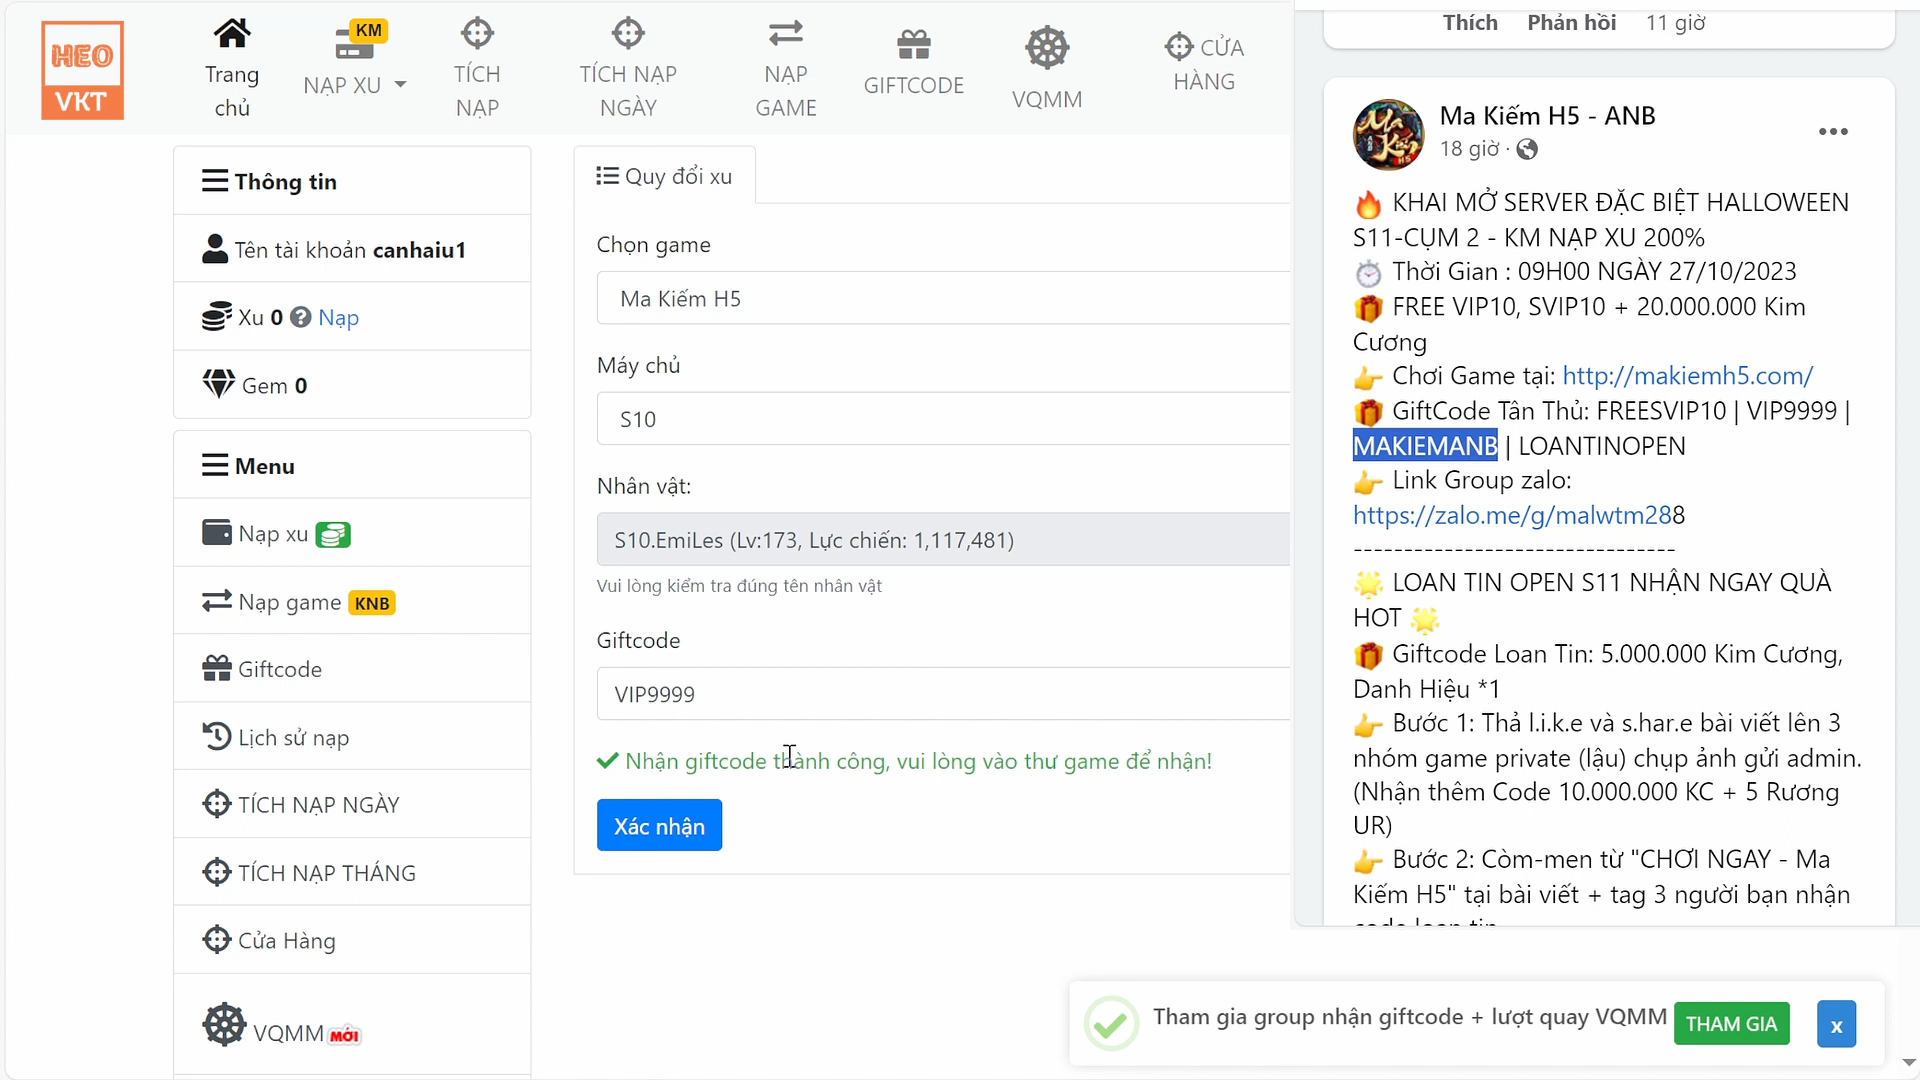 HEO
VKT
Trang
chủ
KM
NẠP XU
TÍCH
NẠP
TÍCH NẠP
NGÀY
NẠP
GAME
GIFTCODE
VQMM
CỬA
HÀNG
Thông tin
Tên tài khoản canhaiu1
Xu 0 Nạp
Gem 0
Menu
Nạp xu
Nạp game KNB
Giftcode
Lịch sử nạp
TÍCH NẠP NGÀY
TÍCH NẠP THÁNG
Cửa Hàng
VQMM MỚI
Quy đổi xu
Chọn game
Ma Kiếm H5
Máy chủ
S10
Nhân vật:
S10.EmiLes (Lv:173, Lực chiến: 1,117,481)
Vui lòng kiểm tra đúng tên nhân vật
Giftcode
VIP9999
Nhận giftcode thành công, vui lòng vào thư game để nhận!
Xác nhận
Thích Phản hồi 11 giờ
Ma Kiếm H5
Ma Kiếm H5 - ANB
18 giờ ·
🔥 KHAI MỞ SERVER ĐẶC BIỆT HALLOWEEN
S11-CỤM 2 - KM NẠP XU 200%
⏱ Thời Gian : 09H00 NGÀY 27/10/2023
🎁 FREE VIP10, SVIP10 + 20.000.000 Kim
Cương
👉 Chơi Game tại: http://makiemh5.com/
🎁 GiftCode Tân Thủ: FREESVIP10 | VIP9999 |
MAKIEMANB | LOANTINOPEN
👉 Link Group zalo:
https://zalo.me/g/malwtm288
--------------------------------
🌟 LOAN TIN OPEN S11 NHẬN NGAY QUÀ
HOT 🌟
🎁 Giftcode Loan Tin: 5.000.000 Kim Cương,
Danh Hiệu *1
👉 Bước 1: Thả l.i.k.e và s.har.e bài viết lên 3
nhóm game private (lậu) chụp ảnh gửi admin.
(Nhận thêm Code 10.000.000 KC + 5 Rương
UR)
👉 Bước 2: Còm-men từ "CHƠI NGAY - Ma
Kiếm H5" tại bài viết + tag 3 người bạn nhận
code loan tin
Tham gia group nhận giftcode + lượt quay VQMM THAM GIA x